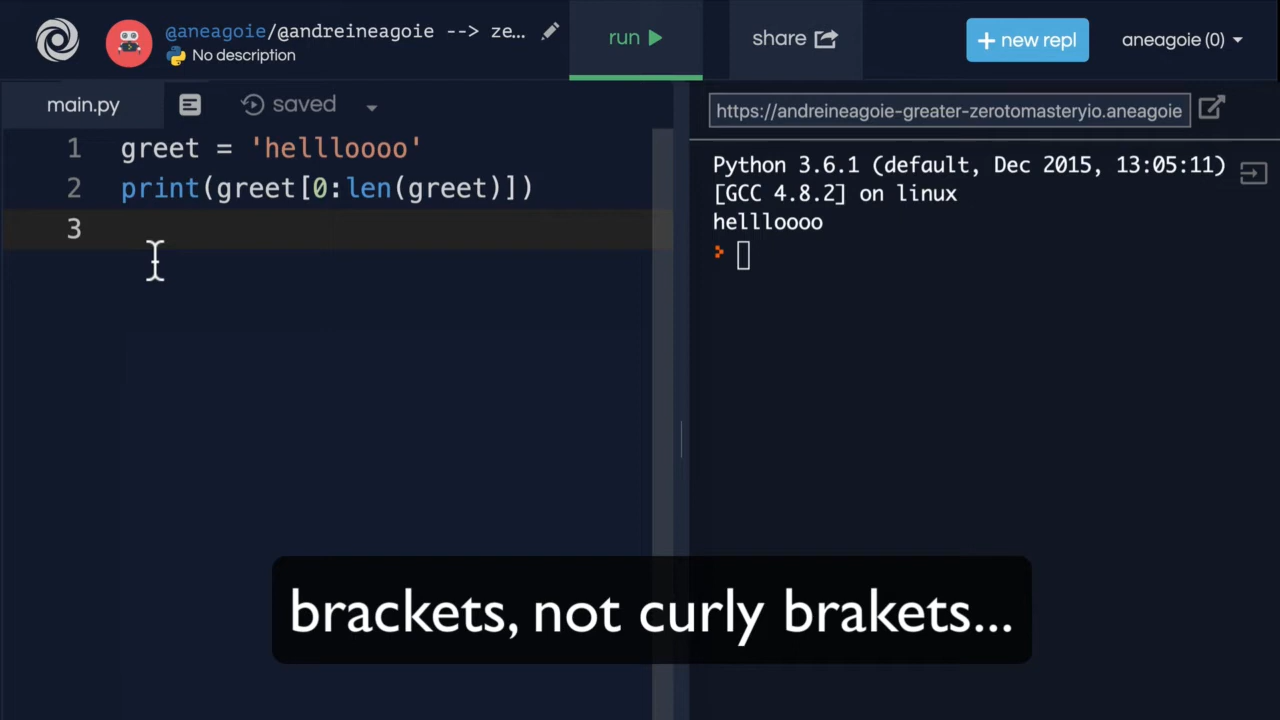 @aneagoie/@andreineagoie --> ze...
No description
run
share
+ new repl
aneagoie (0)
main.py
saved
https://andreineagoie-greater-zerotomasteryio.aneagoie
1 greet = 'hellloooo'
2 print(greet[0:len(greet)])
3
Python 3.6.1 (default, Dec 2015, 13:05:11)
[GCC 4.8.2] on linux
hellloooo
brackets, not curly brakets...